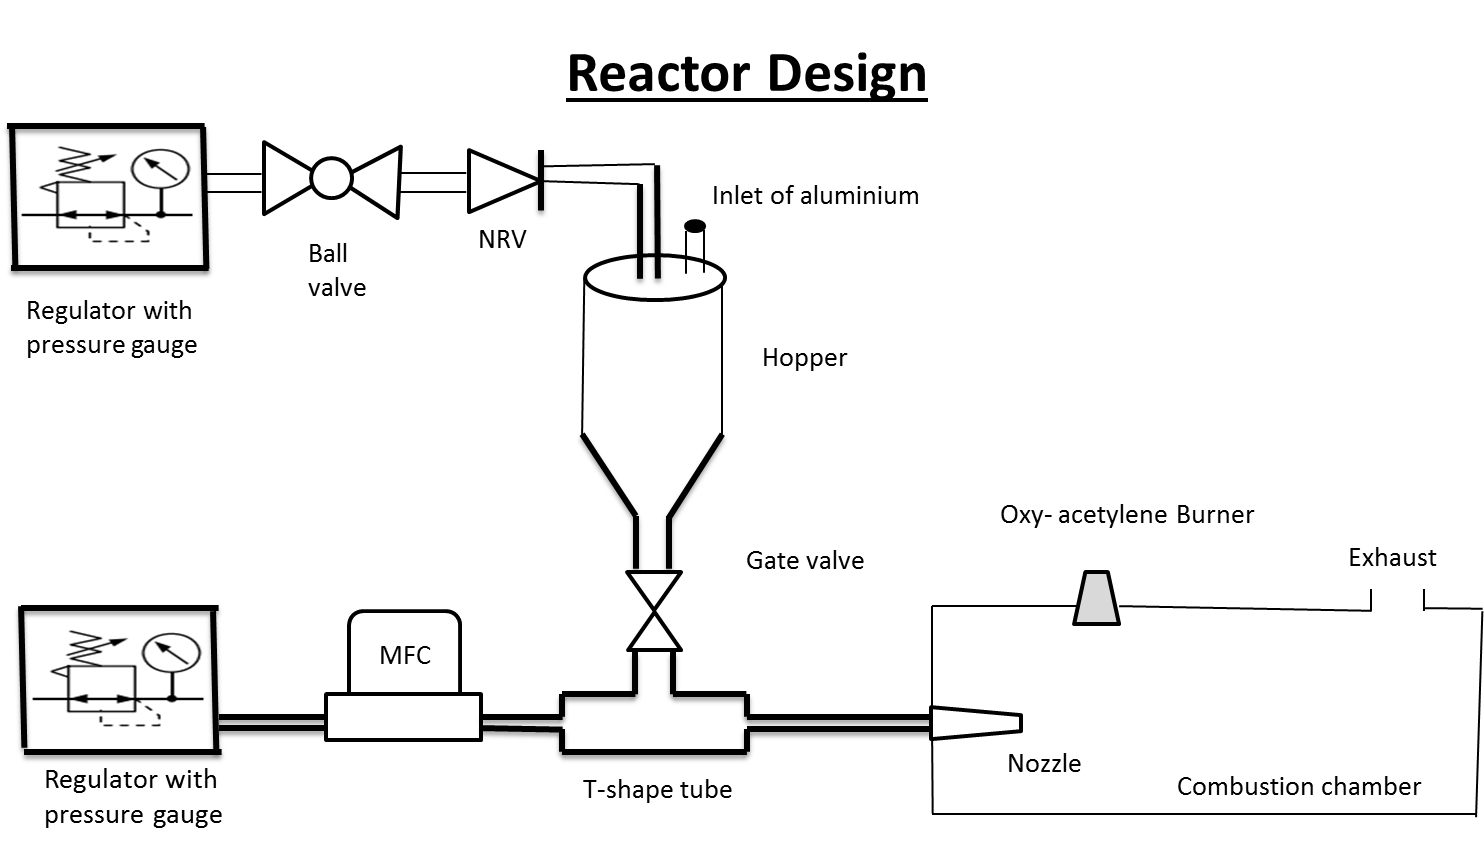 Reactor Design
Inlet of aluminium
NRV
Ball
valve
Regulator with
pressure gauge
Hopper
Oxy- acetylene Burner
Exhaust
Gate valve
MFC
Nozzle
Combustion chamber
T-shape tube
Regulator with
pressure gauge